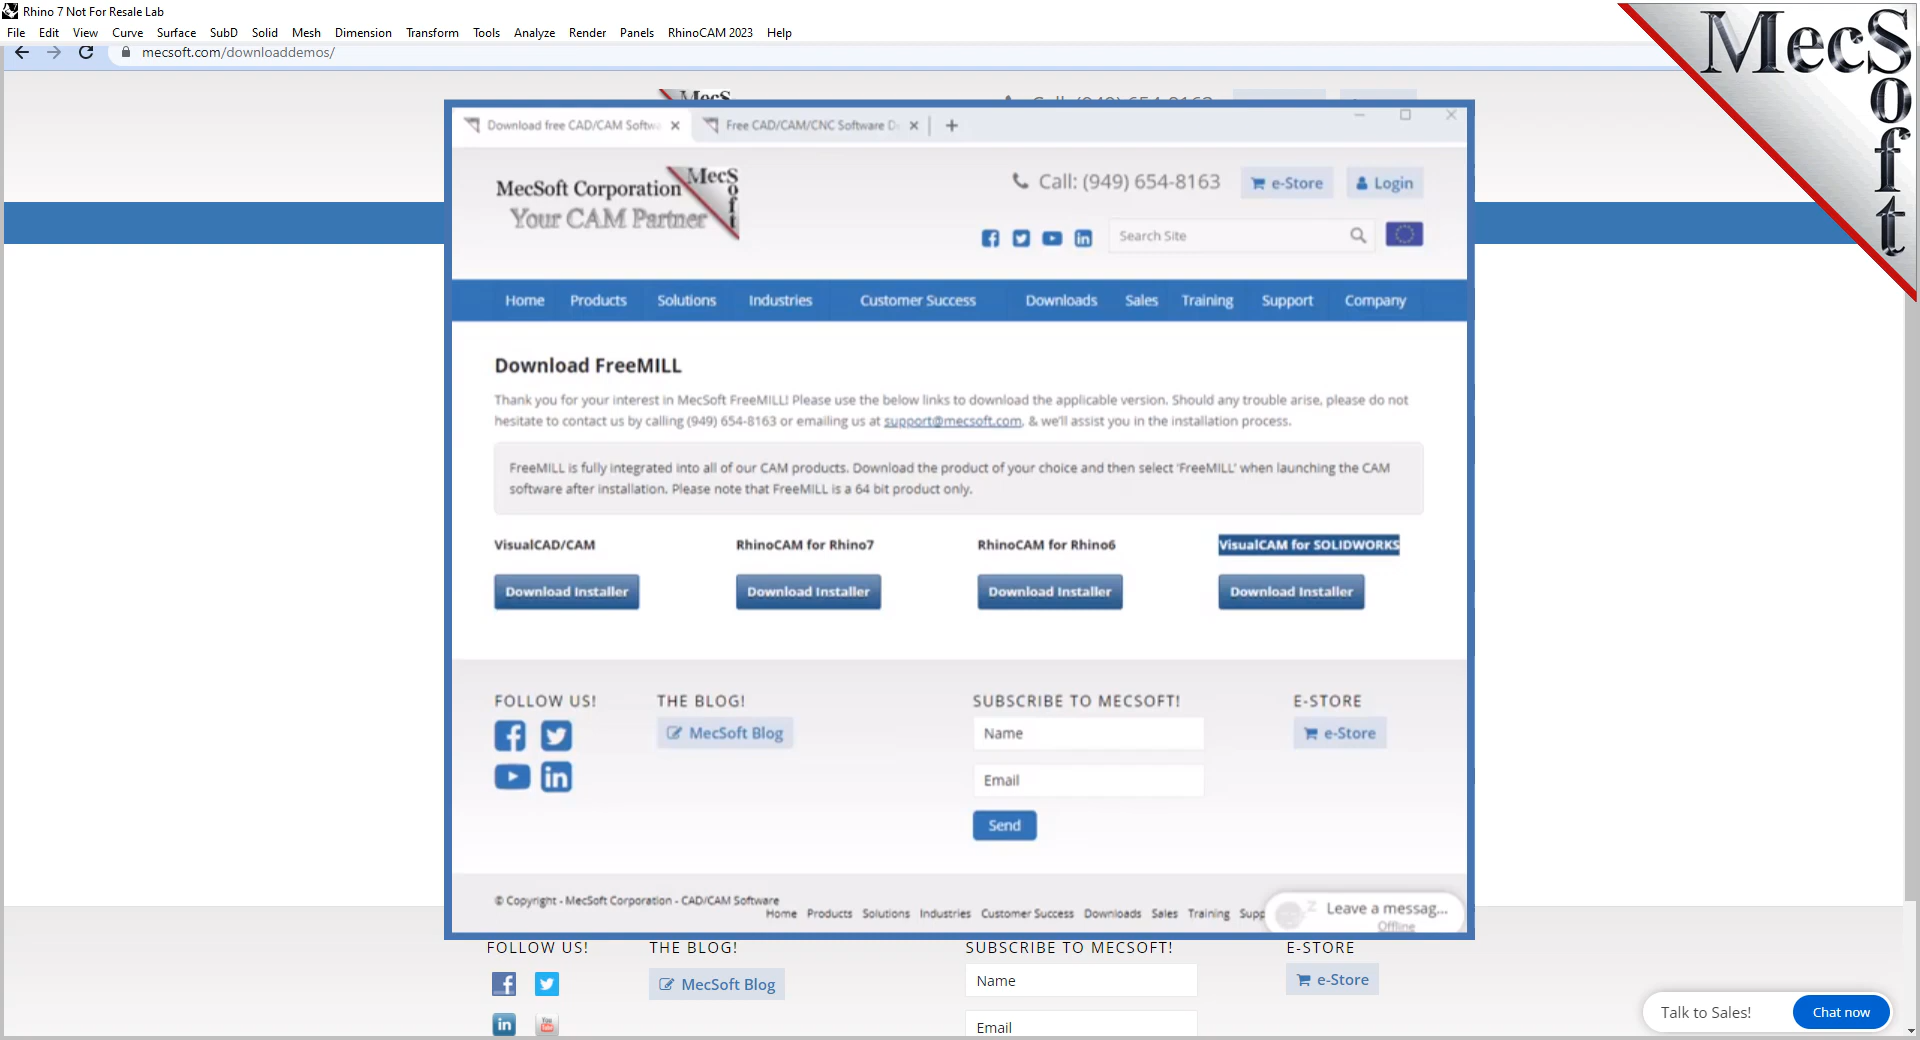 Rhino 7 Not For Resale Lab
File Edit View Curve Surface SubD Solid Mesh Dimension Transform Tools Analyze Render Panels RhinoCAM 2023 Help
mecsoft.com/downloaddemos/
MecSoft
Download free CAD/CAM Softwa
Free CAD/CAM/CNC Software D
MecSoft Corporation
Your CAM Partner
MecSoft
Call: (949) 654-8163
e-Store
Login
Search Site
Home Products Solutions Industries Customer Success Downloads Sales Training Support Company
Download FreeMILL
Thank you for your interest in MecSoft FreeMILL! Please use the below links to download the applicable version. Should any trouble arise, please do not
hesitate to contact us by calling (949) 654-8163 or emailing us at support@mecsoft.com, & we'll assist you in the installation process.
FreeMILL is fully integrated into all of our CAM products. Download the product of your choice and then select 'FreeMILL' when launching the CAM
software after installation. Please note that FreeMILL is a 64 bit product only.
VisualCAD/CAM RhinoCAM for Rhino7 RhinoCAM for Rhino6 VisualCAM for SOLIDWORKS
Download Installer Download Installer Download Installer Download Installer
FOLLOW US! THE BLOG! SUBSCRIBE TO MECSOFT! E-STORE
MecSoft Blog
Name
e-Store
Email
Send
© Copyright - MecSoft Corporation - CAD/CAM Software
Home Products Solutions Industries Customer Success Downloads Sales Training Supp
Leave a messag...
Offline
FOLLOW US! THE BLOG! SUBSCRIBE TO MECSOFT! E-STORE
MecSoft Blog
Name
e-Store
Email
Talk to Sales!
Chat now